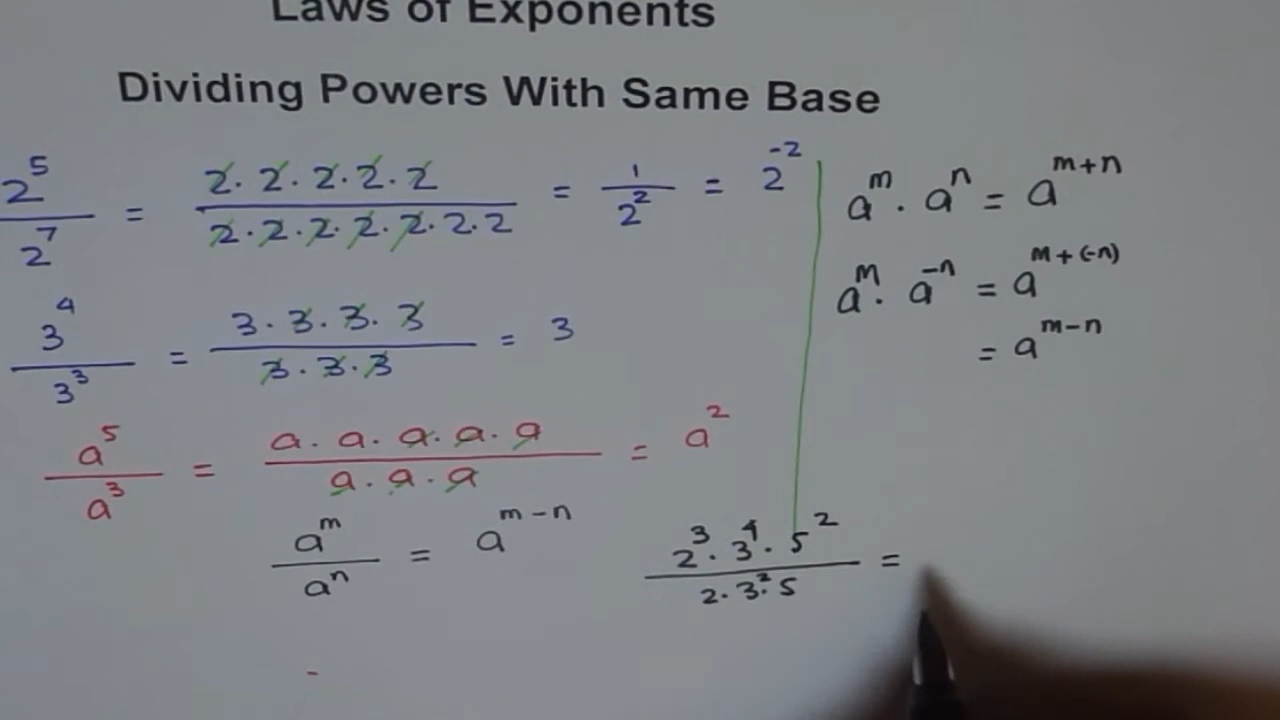 Laws of Exponents
Dividing Powers With Same Base
2^5 / 2^7 = 2·2·2·2·2 / 2·2·2·2·2·2·2 = 1 / 2^2 = 2^-2
3^4 / 3^3 = 3·3·3·3 / 3·3·3 = 3
a^5 / a^3 = a·a·a·a·a / a·a·a = a^2
a^m / a^n = a^m-n
a^m · a^n = a^m+n
a^m · a^-n = a^m+(-n)
= a^m-n
2^3 · 3^4 · 5^2 / 2·3^2·5 =